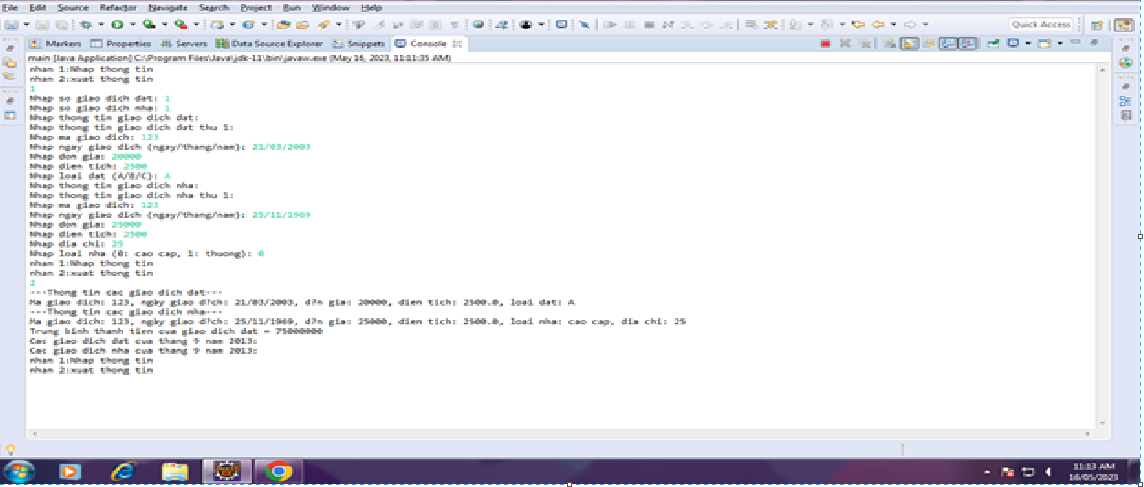 File Edit Source Refactor Navigate Search Project Run Window Help
Quick Access
Markers Properties Servers Data Source Explorer Snippets Console
main [Java Application] C:\Program Files\Java\jdk-11\bin\javaw.exe (May 16, 2023, 11:11:35 AM)
nham 1:Nhap thong tin
nham 2:xuat thong tin
1
Nhap so giao dich dat: 1
Nhap so giao dich nha: 1
Nhap thong tin giao dich dat:
Nhap thong tin giao dich dat thu 1:
Nhap ma giao dich: 123
Nhap ngay giao dich (ngay/thang/nam): 21/03/2003
Nhap don gia: 20000
Nhap dien tich: 2500
Nhap loai dat (A/B/C): A
Nhap thong tin giao dich nha:
Nhap thong tin giao dich nha thu 1:
Nhap ma giao dich: 123
Nhap ngay giao dich (ngay/thang/nam): 25/11/1969
Nhap don gia: 25000
Nhap dien tich: 2500
Nhap dia chi: 25
Nhap loai nha (0: cao cap, 1: thuong): 0
nham 1:Nhap thong tin
nham 2:xuat thong tin
2
---Thong tin cac giao dich dat---
Ma giao dich: 123, ngày giao d?ch: 21/03/2003, d?n gia: 20000, dien tich: 2500.0, loai dat: A
---Thong tin cac giao dich nha---
Ma giao dich: 123, ngày giao d?ch: 25/11/1969, d?n gia: 25000, dien tich: 2500.0, loai nha: cao cap, dia chi: 25
Trung binh thanh tien cua giao dich dat = 75000000
Cac giao dich dat cua thang 9 nam 2013:
Cac giao dich nha cua thang 9 nam 2013:
nham 1:Nhap thong tin
nham 2:xuat thong tin
11:13 AM
16/05/2023